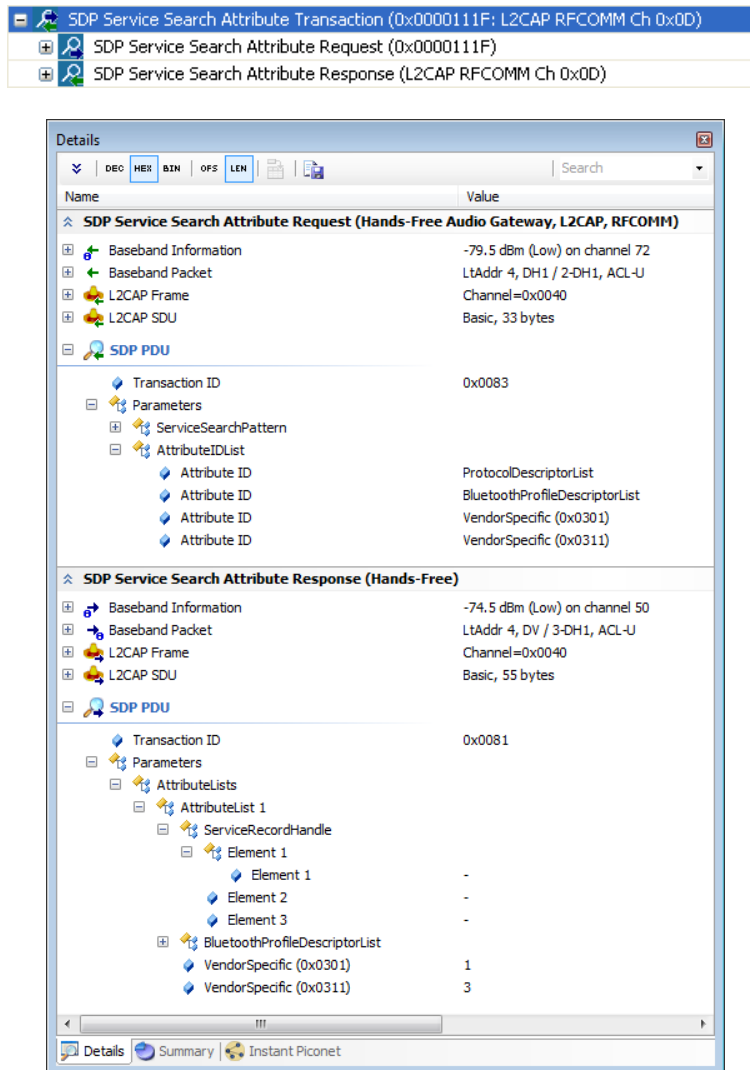 SDP Service Search Attribute Transaction (0x0000111F; L2CAP RFCOMM Ch 0x0D)
SDP Service Search Attribute Request (0x0000111F)
SDP Service Search Attribute Response (L2CAP RFCOMM Ch 0x0D)
Details
DEC HEX BIN OFS LEN Search
Name Value
SDP Service Search Attribute Request (Hands-Free Audio Gateway, L2CAP, RFCOMM)
Baseband Information -79.5 dBm (Low) on channel 72
Baseband Packet LtAddr 4, DH1 / 2-DH1, ACL-U
L2CAP Frame Channel=0x0040
L2CAP SDU Basic, 33 bytes
SDP PDU
Transaction ID 0x0083
Parameters
ServiceSearchPattern
AttributeIDList
Attribute ID ProtocolDescriptorList
Attribute ID BluetoothProfileDescriptorList
Attribute ID VendorSpecific (0x0301)
Attribute ID VendorSpecific (0x0311)
SDP Service Search Attribute Response (Hands-Free)
Baseband Information -74.5 dBm (Low) on channel 50
Baseband Packet LtAddr 4, DV / 3-DH1, ACL-U
L2CAP Frame Channel=0x0040
L2CAP SDU Basic, 55 bytes
SDP PDU
Transaction ID 0x0081
Parameters
AttributeLists
AttributeList 1
ServiceRecordHandle
Element 1
Element 1 -
Element 2 -
Element 3 -
BluetoothProfileDescriptorList
VendorSpecific (0x0301) 1
VendorSpecific (0x0311) 3
Details Summary Instant Piconet